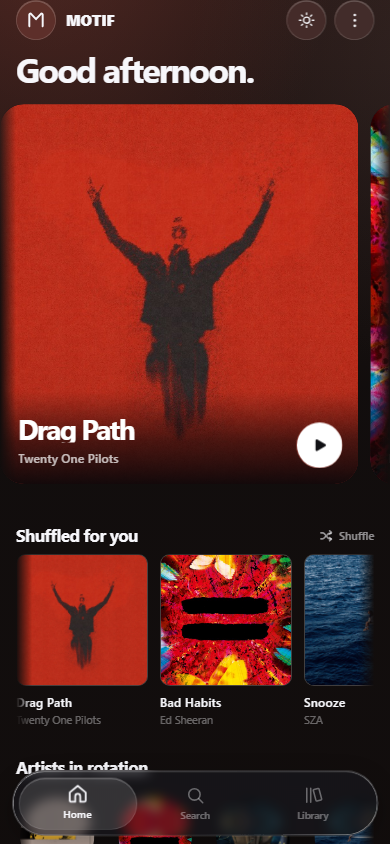 MOTIF
Good afternoon.
Drag Path
Twenty One Pilots
Shuffled for you
Shuffle
Drag Path
Twenty One Pilots
Bad Habits
Ed Sheeran
Snooze
SZA
Artists in rotation
Home
Search
Library